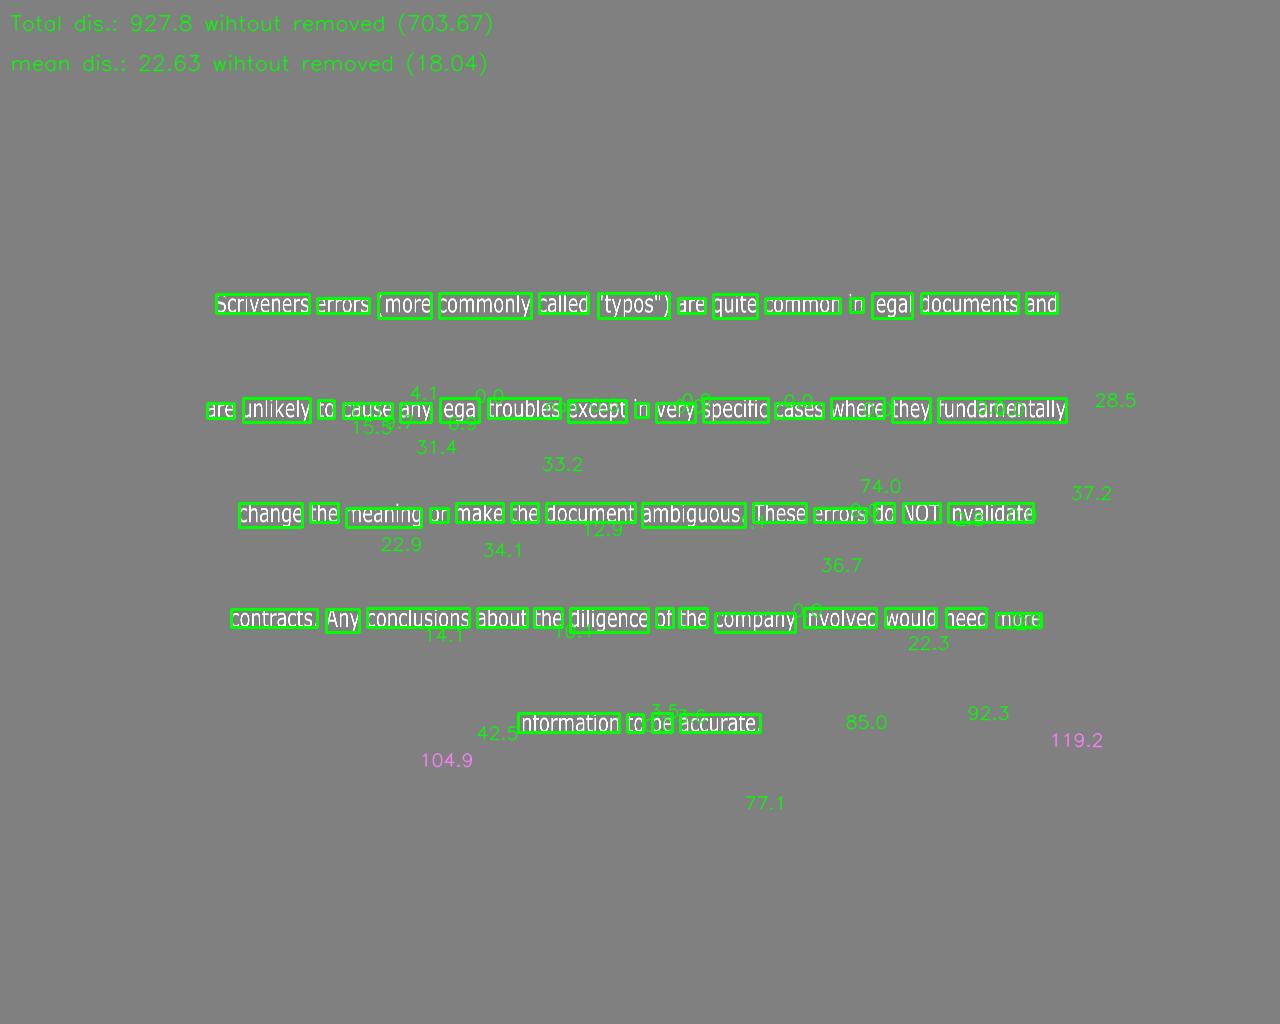 Total dis.: 927.8 wihtout removed (703.67)
mean dis.: 22.63 wihtout removed (18.04)
Scriveners errors (more commonly called "typos") are quite common in legal documents and
4.1 0.0 0.0 28.5
are unlikely to cause any legal troubles except in very specific cases where they fundamentally
15.5 6.9
31.4
33.2
74.0 37.2
change the meaning or make the document ambiguous. These errors do NOT invalidate
12.9
22.9 34.1
36.7
contracts. Any conclusions about the diligence of the company involved would need more
14.1 22.3
3.5 92.3
information to be accurate.
42.5 85.0
119.2
104.9
77.1